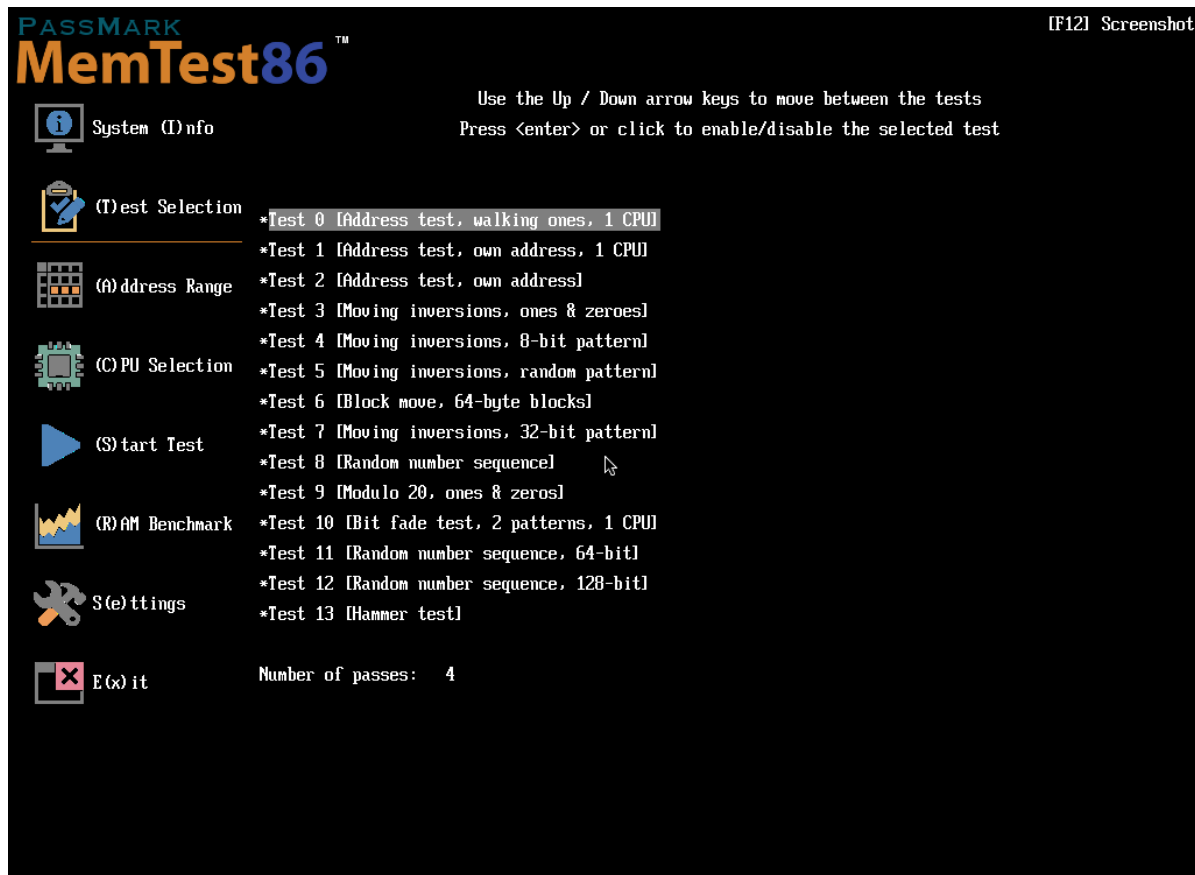 PASSMARK
MemTest86™
[F12] Screenshot
Use the Up / Down arrow keys to move between the tests
Press <enter> or click to enable/disable the selected test
System (I)nfo
(T)est Selection
(A)ddress Range
(C)PU Selection
(S)tart Test
(R)AM Benchmark
S(e)ttings
E(x)it
*Test 0 [Address test, walking ones, 1 CPU]
*Test 1 [Address test, own address, 1 CPU]
*Test 2 [Address test, own address]
*Test 3 [Moving inversions, ones & zeroes]
*Test 4 [Moving inversions, 8-bit pattern]
*Test 5 [Moving inversions, random pattern]
*Test 6 [Block move, 64-byte blocks]
*Test 7 [Moving inversions, 32-bit pattern]
*Test 8 [Random number sequence]
*Test 9 [Modulo 20, ones & zeros]
*Test 10 [Bit fade test, 2 patterns, 1 CPU]
*Test 11 [Random number sequence, 64-bit]
*Test 12 [Random number sequence, 128-bit]
*Test 13 [Hammer test]
Number of passes: 4